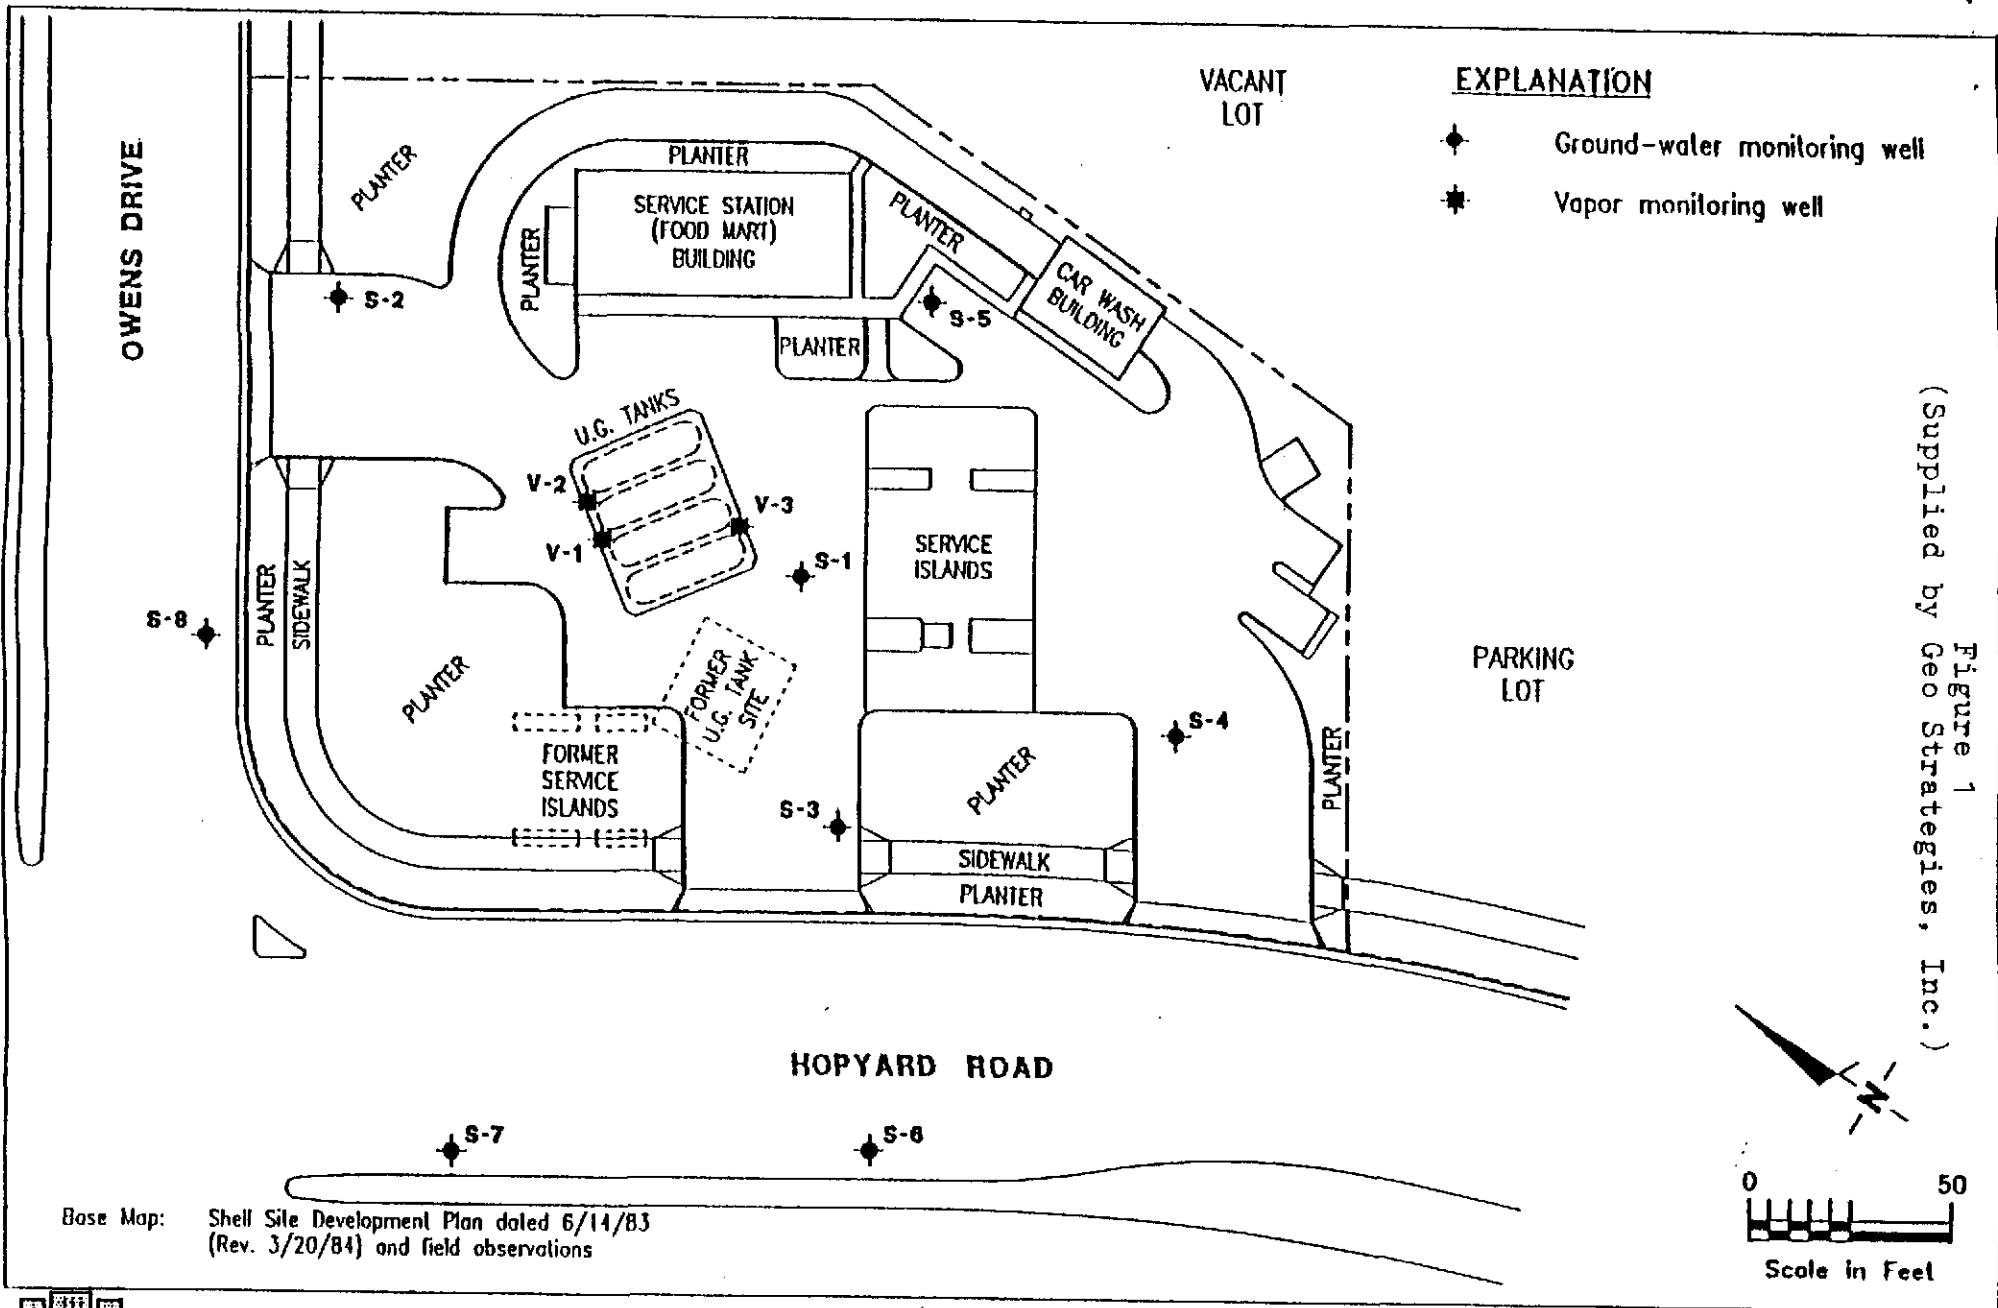 VACANT
LOT
EXPLANATION
Ground-water monitoring well
Vapor monitoring well
OWENS DRIVE
PLANTER
PLANTER
SERVICE STATION
(FOOD MART)
BUILDING
PLANTER
PLANTER
CAR WASH
BUILDING
S-2
S-5
PLANTER
U.G. TANKS
V-2
V-3
V-1
S-1
SERVICE
ISLANDS
S-8
PLANTER
SIDEWALK
PLANTER
FORMER
U.G. TANK
SITE
PARKING
LOT
S-4
FORMER
SERVICE
ISLANDS
PLANTER
PLANTER
S-3
SIDEWALK
PLANTER
HOPYARD ROAD
S-7
S-6
N
0 50
Scale in Feet
Base Map: Shell Site Development Plan dated 6/14/83
(Rev. 3/20/84) and field observations
Figure 1
(Supplied by Geo Strategies, Inc.)